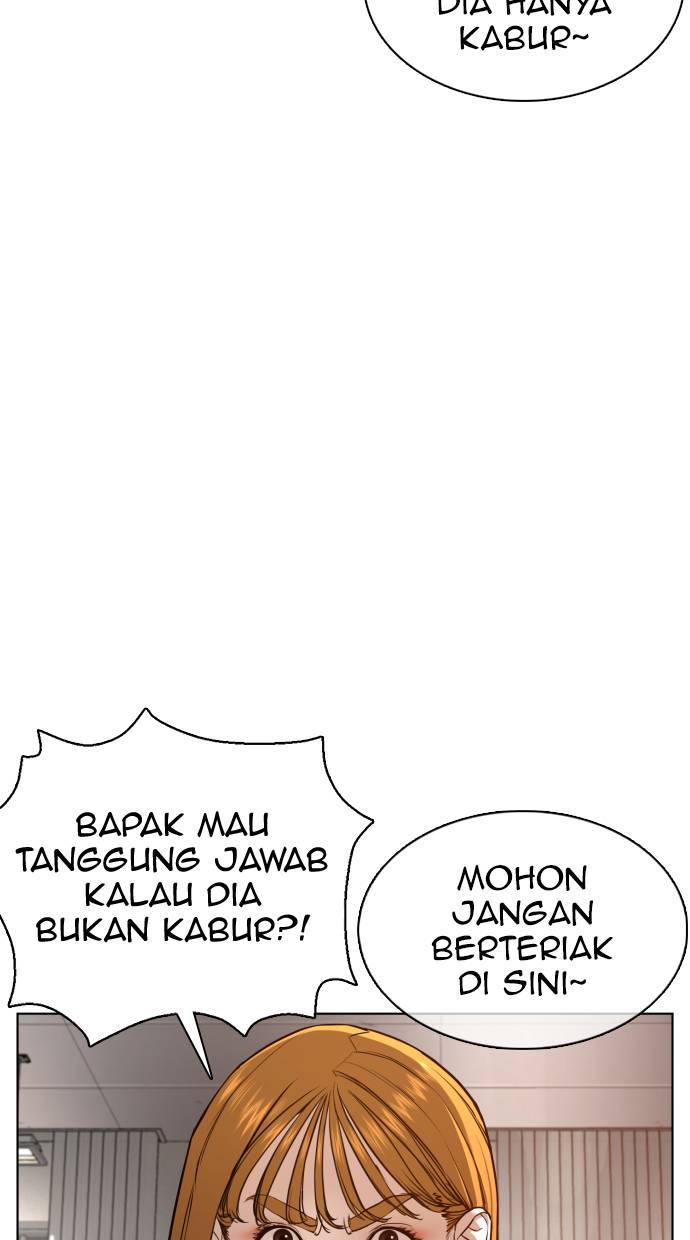 DIA HANYA
KABUR~
BAPAK MAU
TANGGUNG JAWAB
KALAU DIA
BUKAN KABUR?!
MOHON
JANGAN
BERTERIAK
DI SINI~